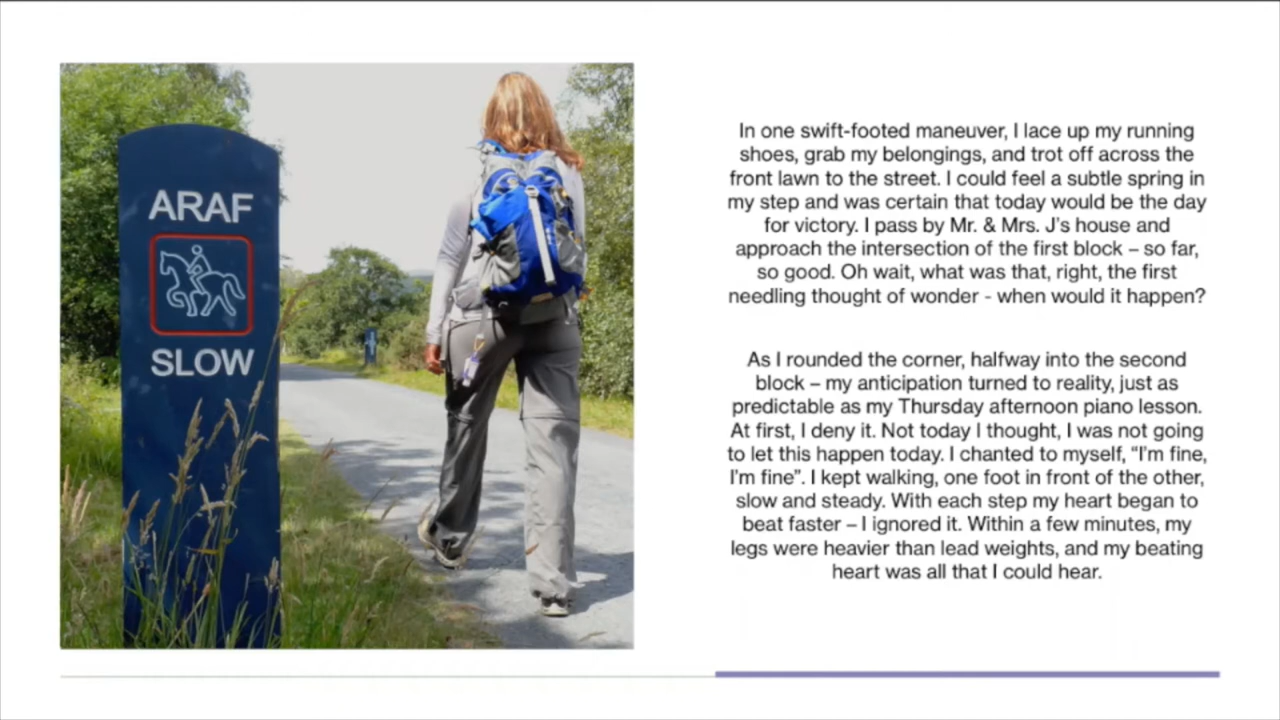 ARAF
SLOW
In one swift-footed maneuver, I lace up my running
shoes, grab my belongings, and trot off across the
front lawn to the street. I could feel a subtle spring in
my step and was certain that today would be the day
for victory. I pass by Mr. & Mrs. J's house and
approach the intersection of the first block – so far,
so good. Oh wait, what was that, right, the first
needling thought of wonder - when would it happen?
As I rounded the corner, halfway into the second
block – my anticipation turned to reality, just as
predictable as my Thursday afternoon piano lesson.
At first, I deny it. Not today I thought, I was not going
to let this happen today. I chanted to myself, “I'm fine,
I'm fine”. I kept walking, one foot in front of the other,
slow and steady. With each step my heart began to
beat faster – I ignored it. Within a few minutes, my
legs were heavier than lead weights, and my beating
heart was all that I could hear.